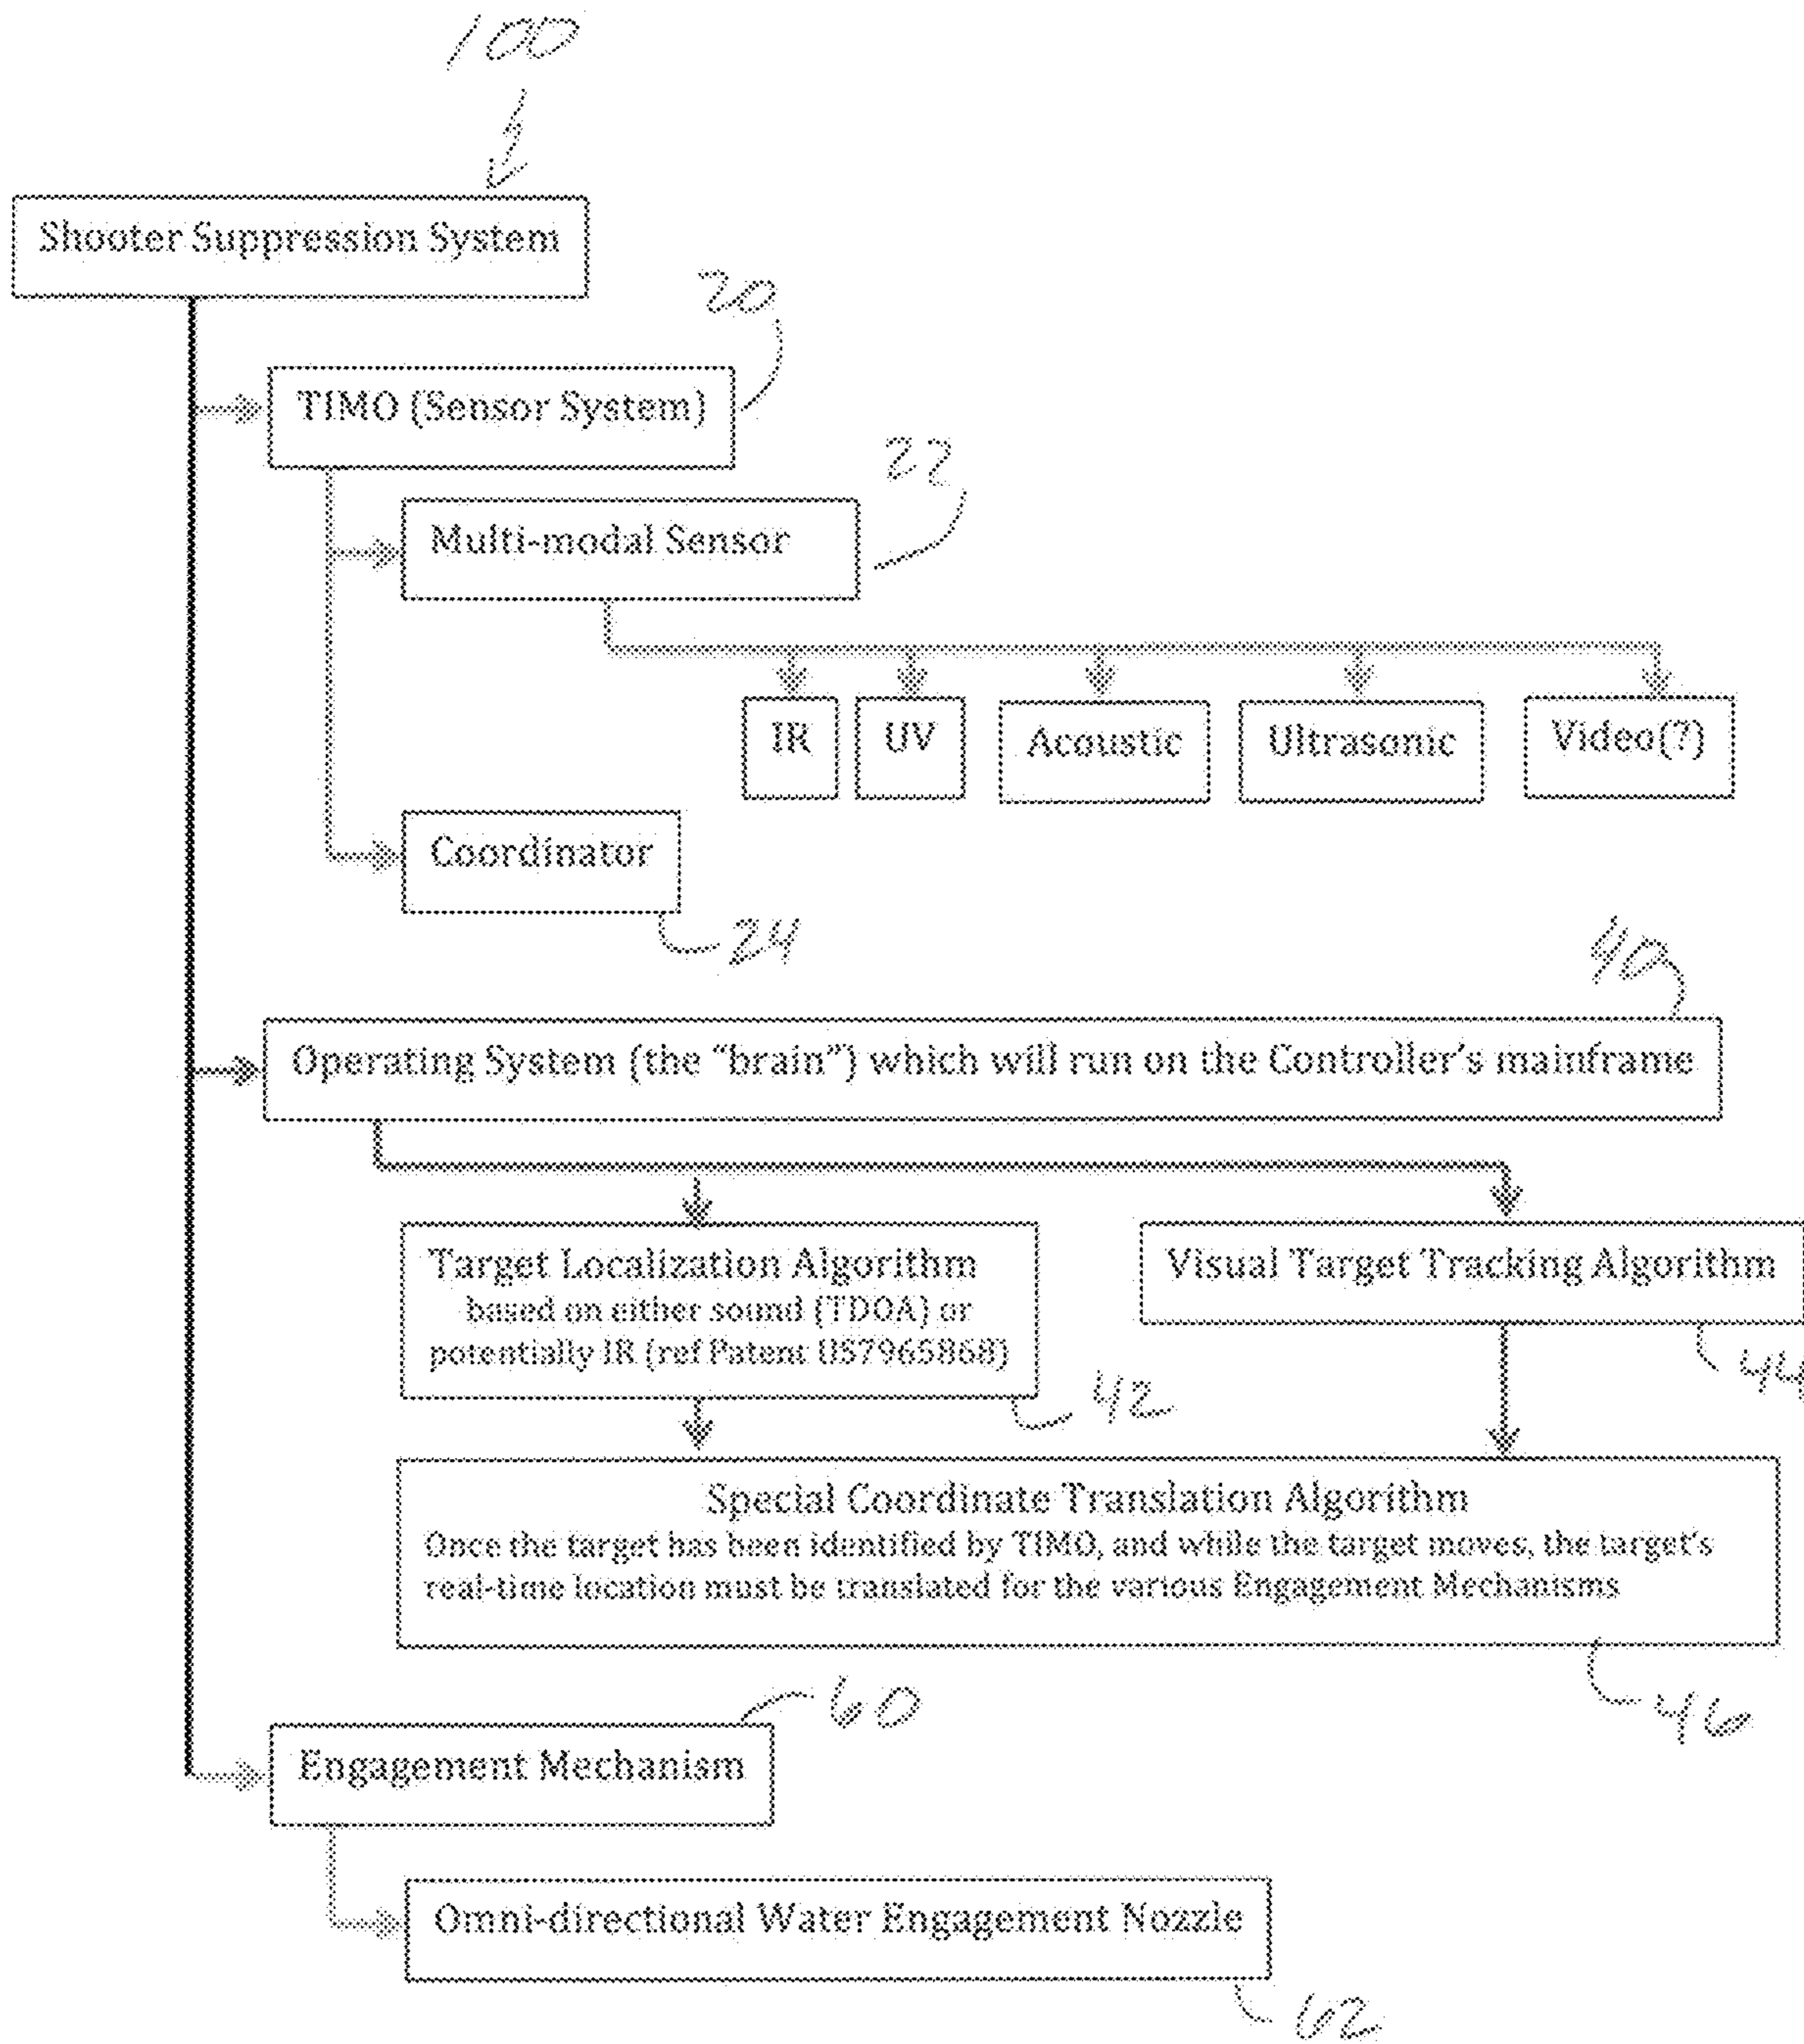 100
Shooter Suppression System
20
TIMO (Sensor System)
22
Multi-modal Sensor
IR
UV
Acoustic
Ultrasonic
Video(?)
Coordinator
24
40
Operating System (the “brain”) which will run on the Controller’s mainframe
Target Localization Algorithm
based on either sound (TDOA) or
potentially IR (ref Patent US7965868)
Visual Target Tracking Algorithm
44
42
Special Coordinate Translation Algorithm
Once the target has been identified by TIMO, and while the target moves, the target’s
real-time location must be translated for the various Engagement Mechanisms
46
60
Engagement Mechanism
Omni-directional Water Engagement Nozzle
62